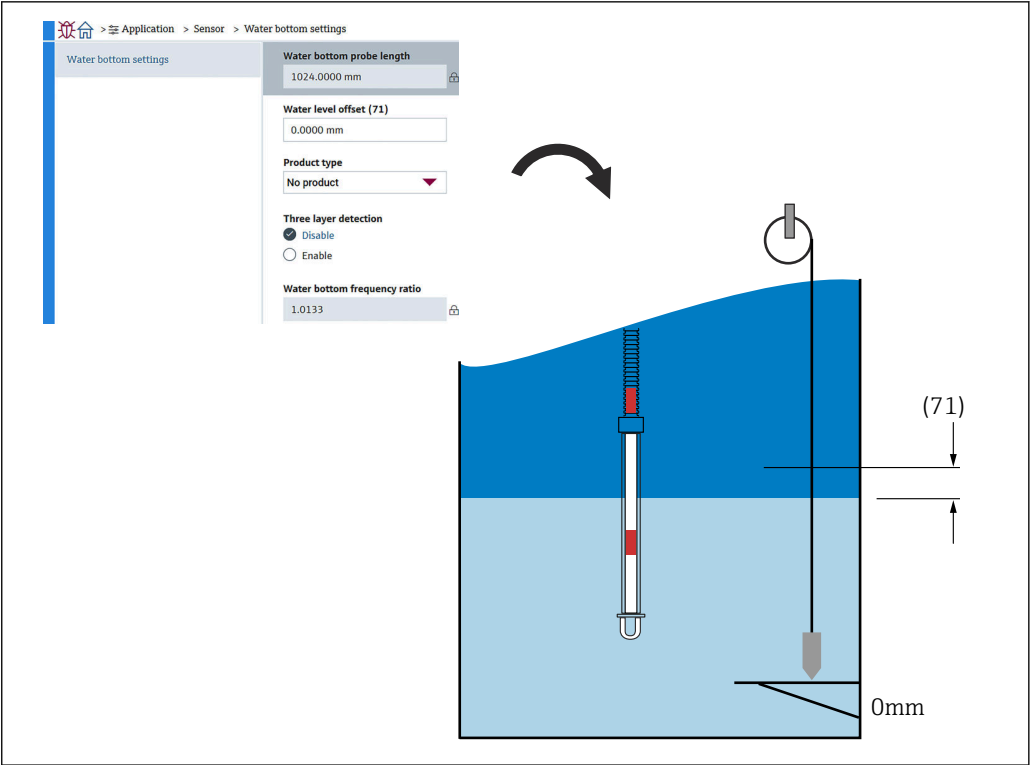 > Application > Sensor > Water bottom settings
Water bottom settings
Water bottom probe length
1024.0000 mm
Water level offset (71)
0.0000 mm
Product type
No product
Three layer detection
Disable
Enable
Water bottom frequency ratio
1.0133
(71)
0mm